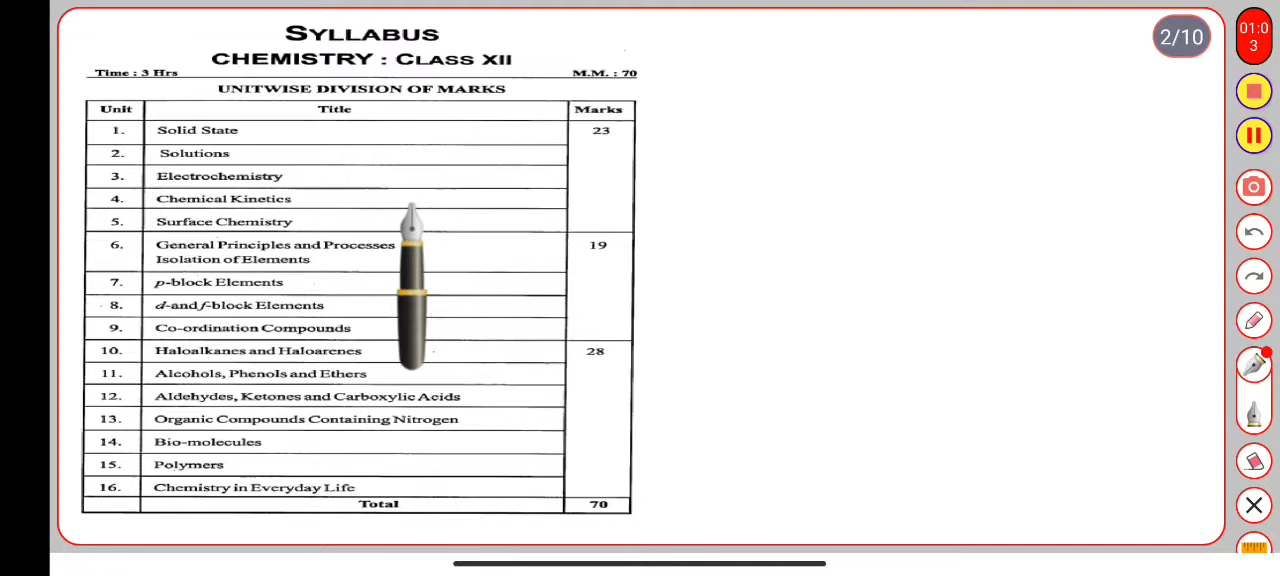 SYLLABUS
CHEMISTRY : CLASS XII
Time : 3 Hrs M.M. : 70
UNITWISE DIVISION OF MARKS
Unit Title Marks
1. Solid State 23
2. Solutions
3. Electrochemistry
4. Chemical Kinetics
5. Surface Chemistry
6. General Principles and Processes 19
Isolation of Elements
7. p-block Elements
8. d-and f-block Elements
9. Co-ordination Compounds
10. Haloalkanes and Haloarenes 28
11. Alcohols, Phenols and Ethers
12. Aldehydes, Ketones and Carboxylic Acids
13. Organic Compounds Containing Nitrogen
14. Bio-molecules
15. Polymers
16. Chemistry in Everyday Life
Total 70
2/10
01:0
3